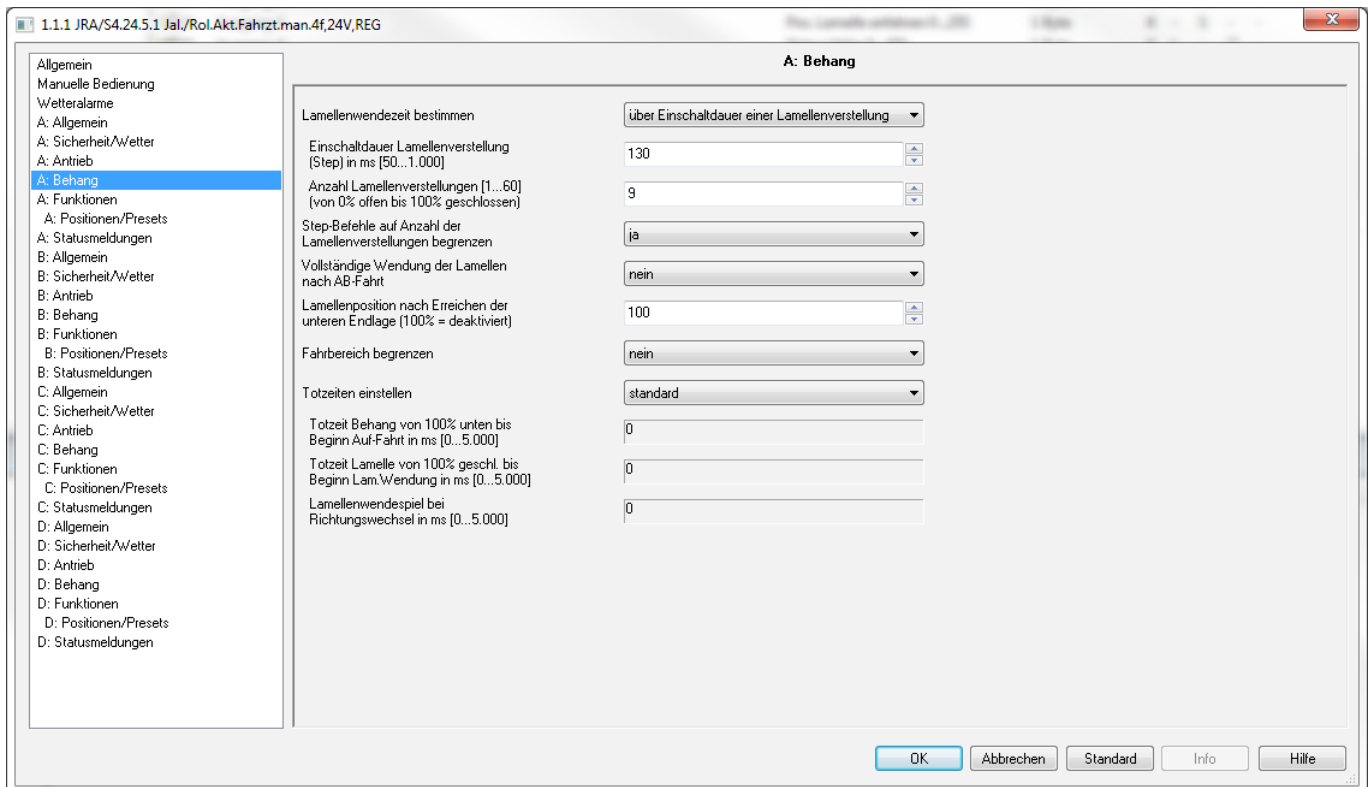 1.1.1 JRA/S4.24.5.1 Jal./Rol.Akt.Fahrzt.man.4f,24V,REG
Allgemein
Manuelle Bedienung
Wetteralarme
A: Allgemein
A: Sicherheit/Wetter
A: Antrieb
A: Behang
A: Funktionen
A: Positionen/Presets
A: Statusmeldungen
B: Allgemein
B: Sicherheit/Wetter
B: Antrieb
B: Behang
B: Funktionen
B: Positionen/Presets
B: Statusmeldungen
C: Allgemein
C: Sicherheit/Wetter
C: Antrieb
C: Behang
C: Funktionen
C: Positionen/Presets
C: Statusmeldungen
D: Allgemein
D: Sicherheit/Wetter
D: Antrieb
D: Behang
D: Funktionen
D: Positionen/Presets
D: Statusmeldungen
A: Behang
Lamellenwendezeit bestimmen über Einschaltdauer einer Lamellenverstellung
Einschaltdauer Lamellenverstellung
(Step) in ms [50...1.000] 130
Anzahl Lamellenverstellungen [1...60]
(von 0% offen bis 100% geschlossen) 9
Step-Befehle auf Anzahl der
Lamellenverstellungen begrenzen ja
Vollständige Wendung der Lamellen
nach AB-Fahrt nein
Lamellenposition nach Erreichen der
unteren Endlage (100% = deaktiviert) 100
Fahrbereich begrenzen nein
Totzeiten einstellen standard
Totzeit Behang von 100% unten bis
Beginn Auf-Fahrt in ms [0...5.000] 0
Totzeit Lamelle von 100% geschl. bis
Beginn Lam.Wendung in ms [0...5.000] 0
Lamellenwendespiel bei
Richtungswechsel in ms [0...5.000] 0
OK Abbrechen Standard Info Hilfe